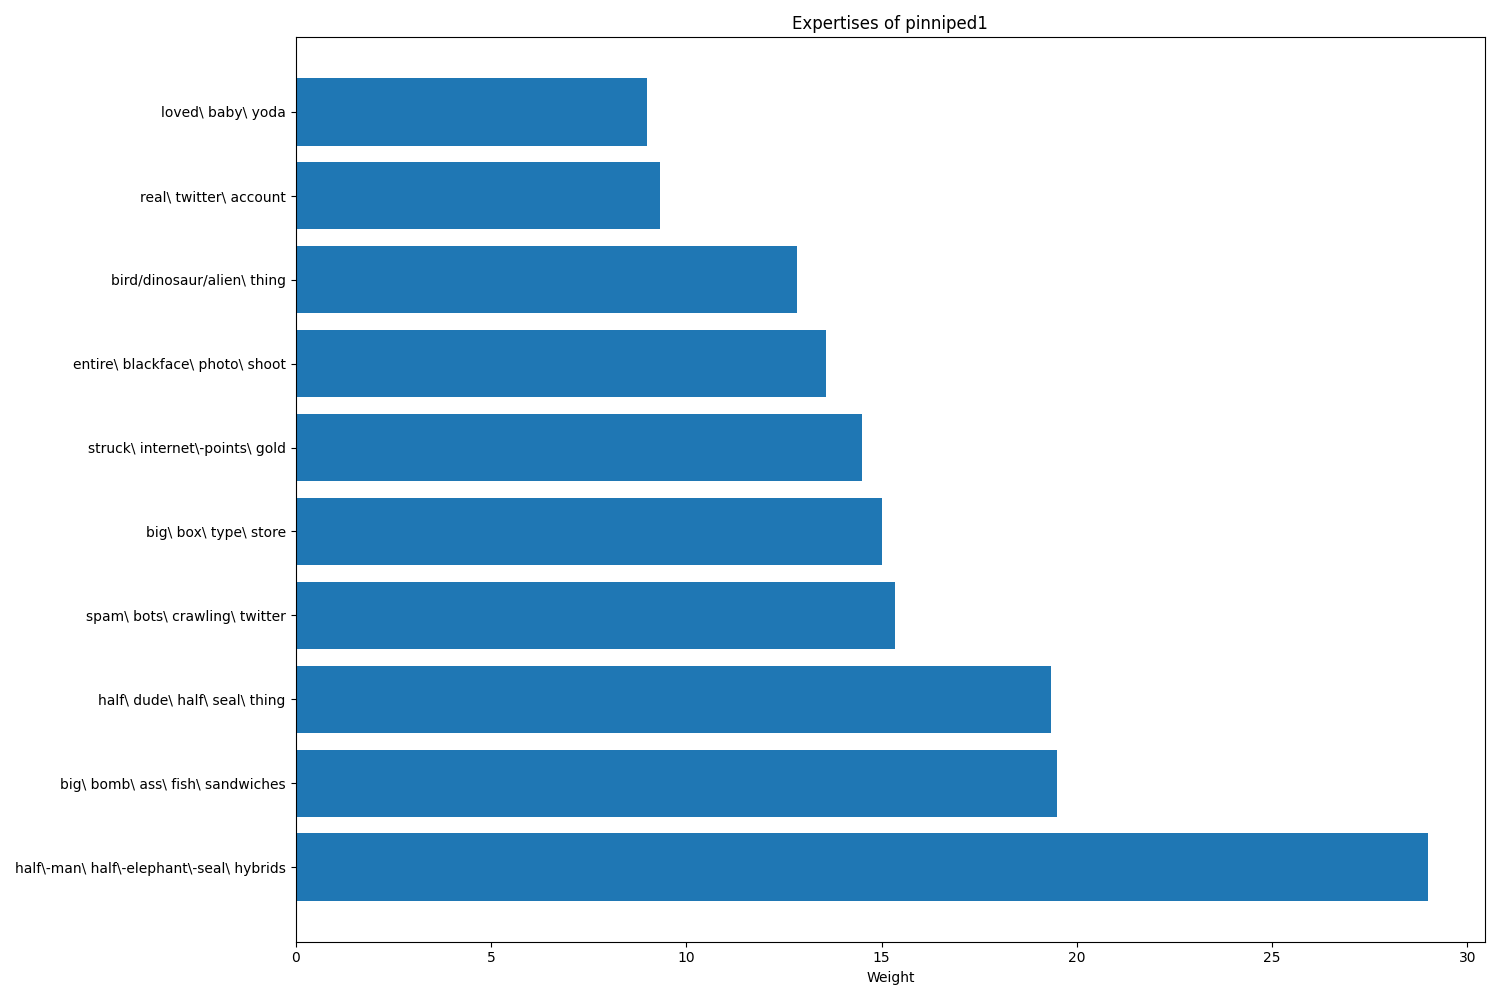 Expertises of pinniped1
loved\ baby\ yoda
real\ twitter\ account
bird/dinosaur/alien\ thing
entire\ blackface\ photo\ shoot
struck\ internet\-points\ gold
big\ box\ type\ store
spam\ bots\ crawling\ twitter
half\ dude\ half\ seal\ thing
big\ bomb\ ass\ fish\ sandwiches
half\-man\ half\-elephant\-seal\ hybrids
0 5 10 15 20 25 30
Weight